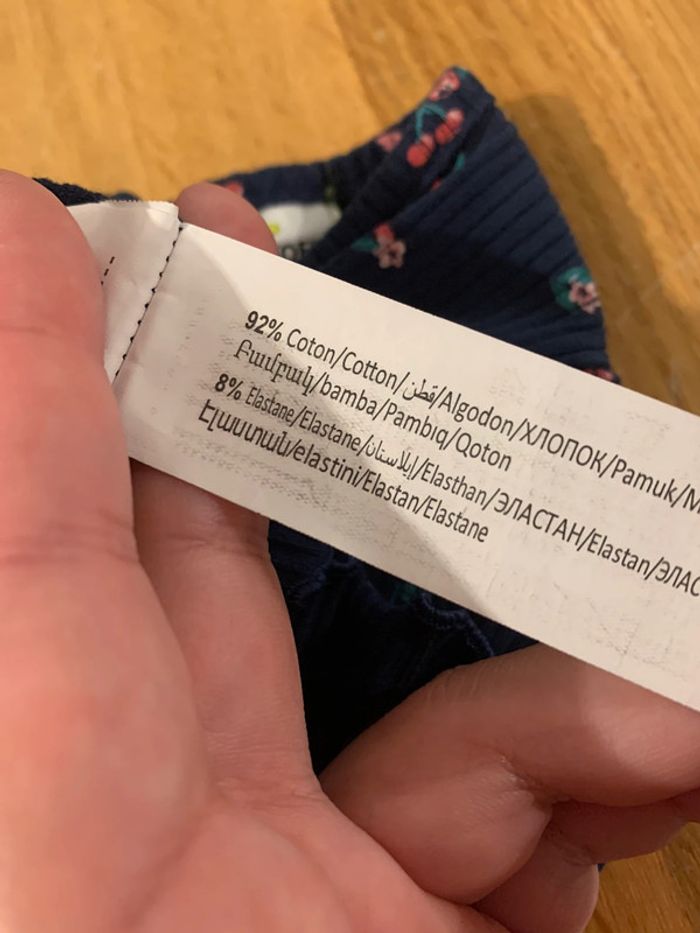 92% Coton/Cotton/قطن/Algodon/ХЛОПОК/Pamuk/M
Բամբակ/bamba/Pambıq/Qoton
8% Elastane/Elastane/إيلاستان/Elasthan/ЭЛАСТАН/Elastan/ЭЛАС
Էլաստան/elastini/Elastan/Elastane